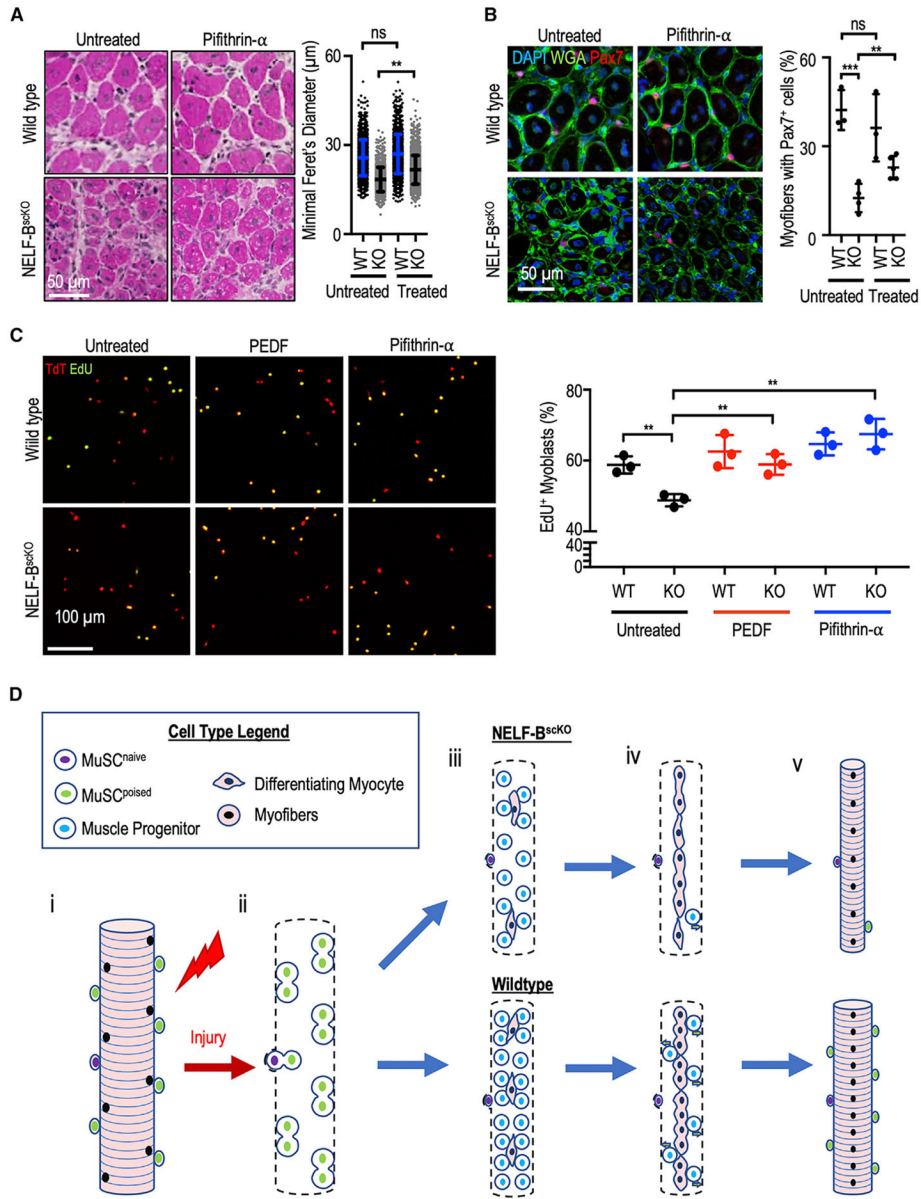 A
Untreated
Pifithrin-α
Wild type
NELF-BscKO
50 µm
Minimal Feret's Diameter (µm)
60
30
0
ns
**
WT
KO
WT
KO
Untreated
Treated
B
Untreated
Pifithrin-α
DAPI WGA Pax7
Wild type
NELF-BscKO
50 µm
Myofibers with Pax7+ cells (%)
60
30
0
ns
**
***
WT
KO
WT
KO
Untreated
Treated
C
Untreated
PEDF
Pifithrin-α
TdT EdU
Wiild type
NELF-BscKO
100 µm
EdU+ Myoblasts (%)
80
60
40
40
0
**
**
**
WT
KO
WT
KO
WT
KO
Untreated
PEDF
Pifithrin-α
D
Cell Type Legend
MuSCnaive
MuSCpoised
Muscle Progenitor
Differentiating Myocyte
Myofibers
NELF-BscKO
iii
iv
v
i
ii
Injury
Wildtype